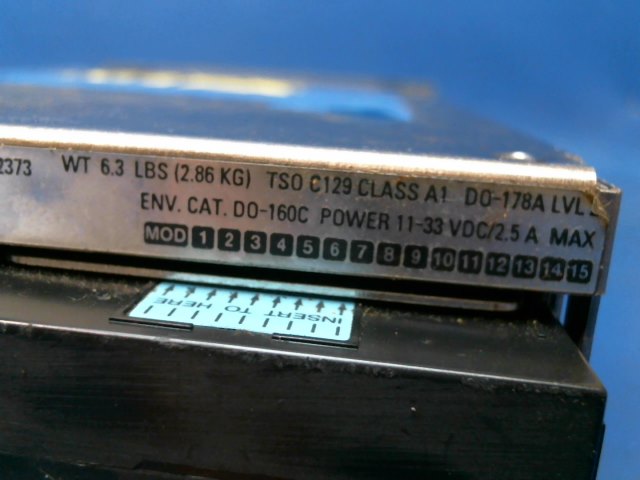 2373 WT 6.3 LBS (2.86 KG) TSO C129 CLASS A1 DO-178A LVL
ENV. CAT. DO-160C POWER 11-33 VDC/2.5 A MAX
MOD 1 2 3 4 5 6 7 8 9 10 11 12 13 14 15
INSERT TO HERE